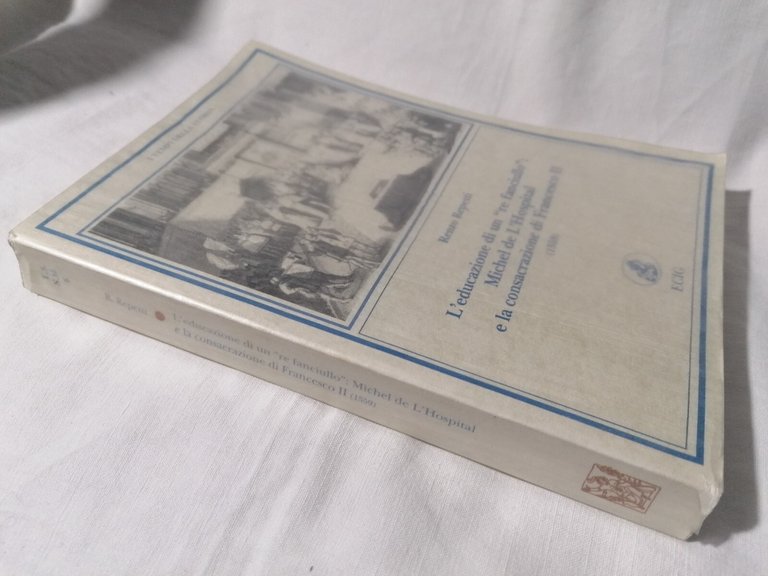 Renzo Repetti
L'educazione di un "re fanciullo":
Michel de L'Hospital
e la consacrazione di Francesco II
(1559)
ECIG
R. Repetti
L'educazione di un "re fanciullo": Michel de L'Hospital
e la consacrazione di Francesco II (1559)